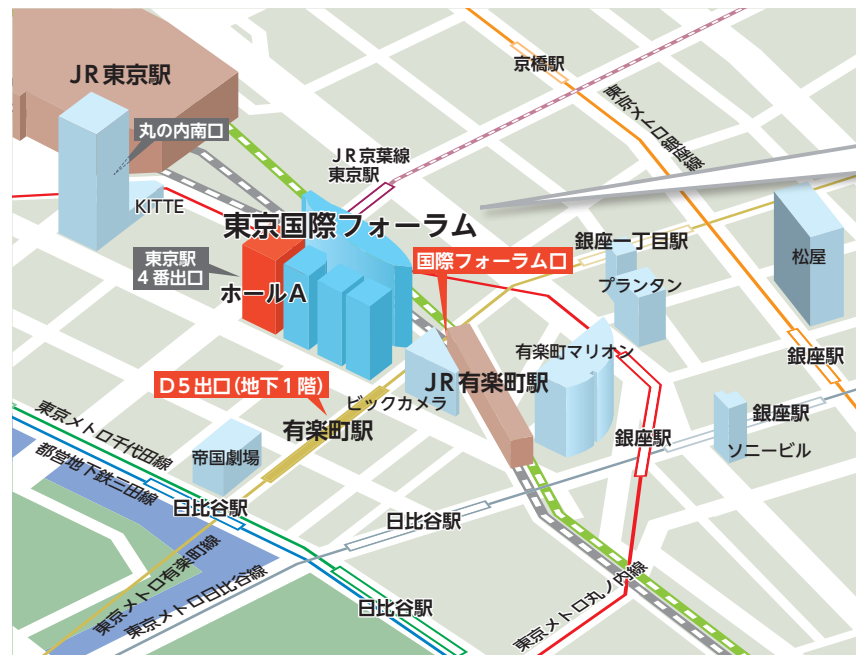 JR東京駅
丸の内南口
KITTE
JR京葉線
東京駅
京橋駅
東京メトロ銀座線
東京国際フォーラム
東京駅
4番出口
ホールA
国際フォーラム口
銀座一丁目駅
プランタン
松屋
有楽町マリオン
銀座駅
JR有楽町駅
D5出口(地下1階)
ビックカメラ
有楽町駅
銀座駅
銀座駅
ソニービル
東京メトロ千代田線
都営地下鉄三田線
帝国劇場
日比谷駅
日比谷駅
日比谷駅
東京メトロ有楽町線
東京メトロ日比谷線
東京メトロ丸ノ内線